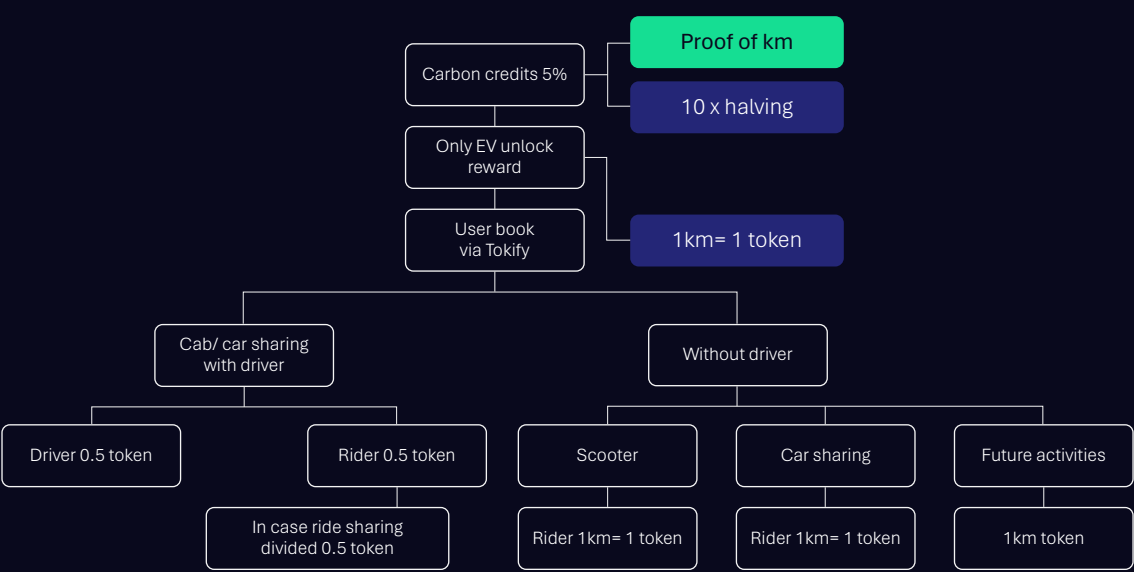 Proof of km
Carbon credits 5%
10 x halving
Only EV unlock
reward
User book
via Tokify
1km= 1 token
Cab/ car sharing
with driver
Without driver
Driver 0.5 token
Rider 0.5 token
Scooter
Car sharing
Future activities
In case ride sharing
divided 0.5 token
Rider 1km= 1 token
Rider 1km= 1 token
1km token